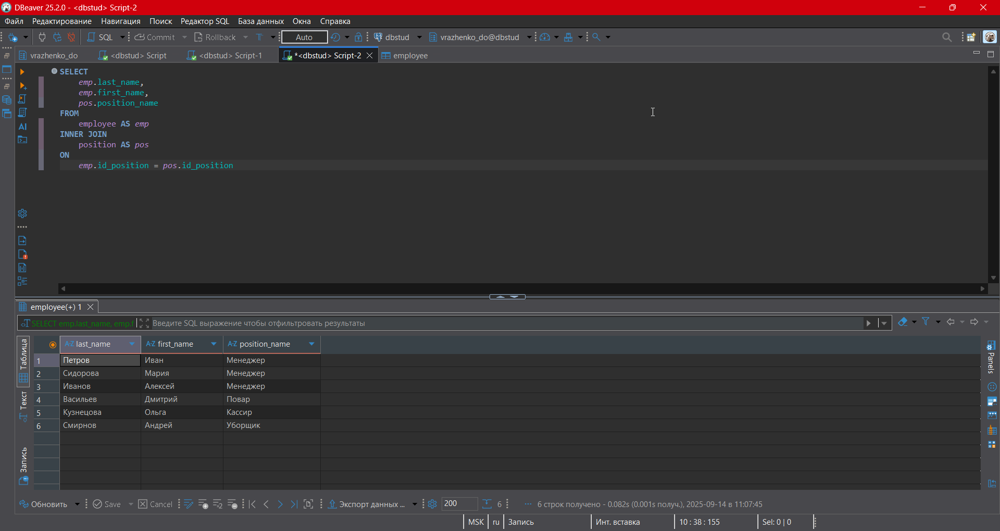 DBeaver 25.2.0 - <dbstud> Script-2
Файл Редактирование Навигация Поиск Редактор SQL База данных Окна Справка
SQL Commit Rollback T Auto dbstud vrazhenko_do@dbstud
vrazhenko_do <dbstud> Script <dbstud> Script-1 *<dbstud> Script-2 employee
SELECT
emp.last_name,
emp.first_name,
pos.position_name
FROM
employee AS emp
INNER JOIN
position AS pos
ON
emp.id_position = pos.id_position
AI
employee(+) 1
SELECT emp.last_name, emp.f Введите SQL выражение чтобы отфильтровать результаты
Таблица
Текст
Запись
A-Z last_name A-Z first_name A-Z position_name
1 Петров Иван Менеджер
2 Сидорова Мария Менеджер
3 Иванов Алексей Менеджер
4 Васильев Дмитрий Повар
5 Кузнецова Ольга Кассир
6 Смирнов Андрей Уборщик
Panels
Обновить Save Cancel Экспорт данных ... 200 6 ... 6 строк получено - 0.082s (0.001s получ.), 2025-09-14 в 11:07:45
MSK ru Запись Инт. вставка 10 : 38 : 155 Sel: 0 | 0